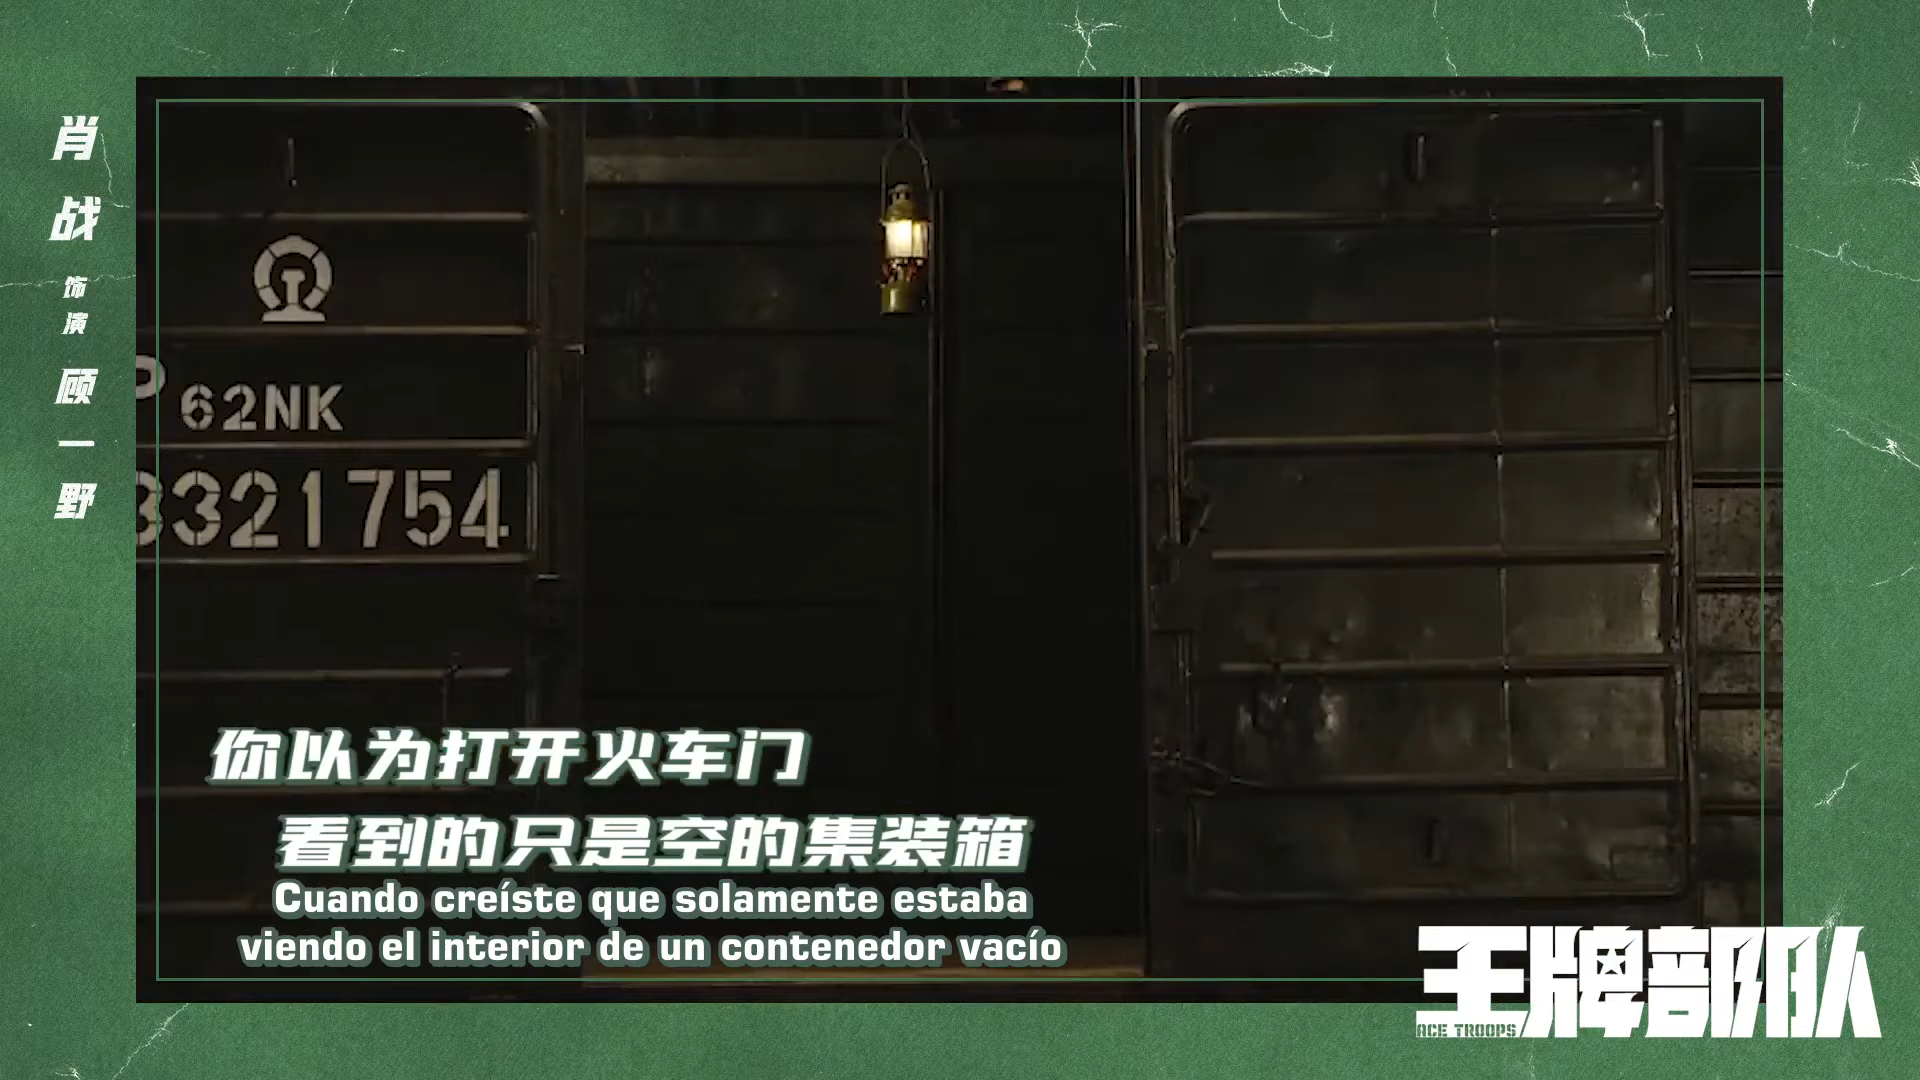 肖战 饰演 顾一野
P 62NK
3321754
你以为打开火车门
看到的只是空的集装箱
Cuando creíste que solamente estaba
viendo el interior de un contenedor vacío
王牌部队
ACE TROOPS